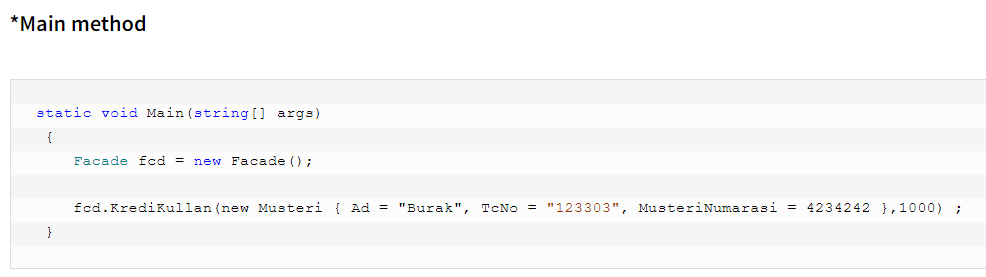 *Main method
static void Main(string[] args)
{
Facade fcd = new Facade();
fcd.KrediKullan(new Musteri { Ad = "Burak", TcNo = "123303", MusteriNumarasi = 4234242 },1000) ;
}